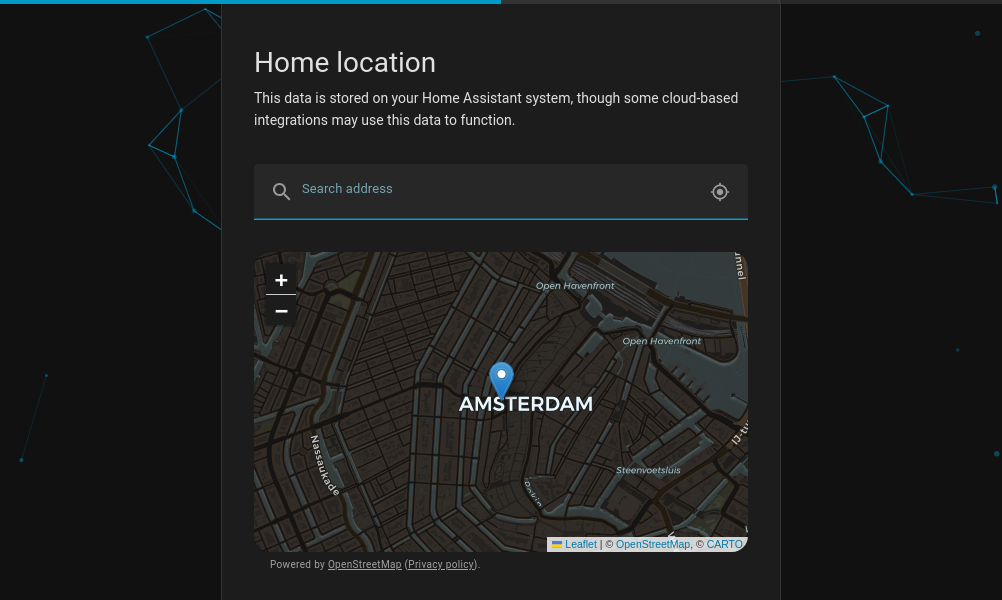 Home location
This data is stored on your Home Assistant system, though some cloud-based
integrations may use this data to function.
Search address
+
−
Open Havenfront
Open Havenfront
AMSTERDAM
Nassaukade
Steenvoetsluis
Rokin
Leaflet | © OpenStreetMap, © CARTO
Powered by OpenStreetMap (Privacy policy).